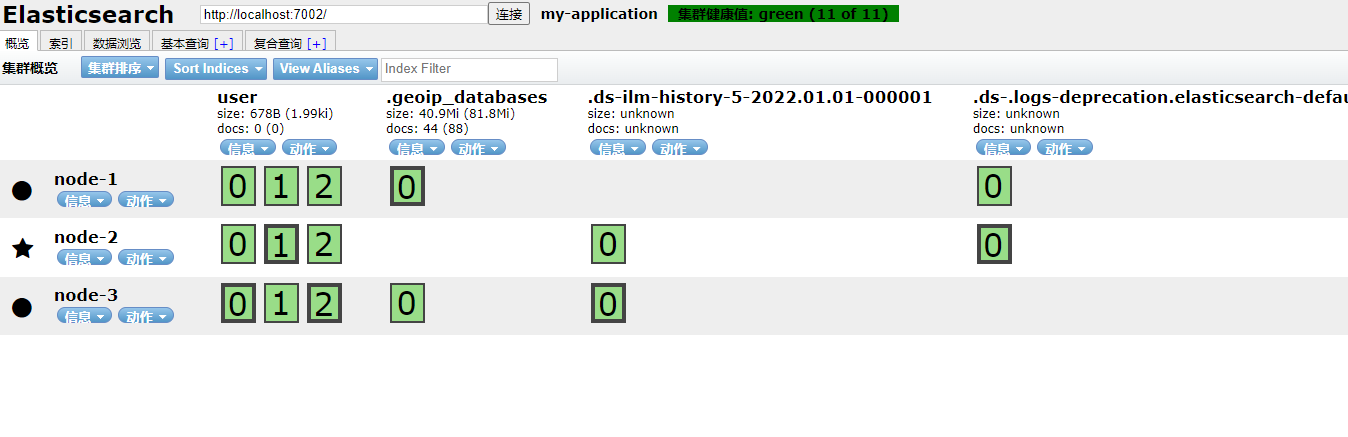 Elasticsearch http://localhost:7002/ 连接 my-application 集群健康值: green (11 of 11)
概览 索引 数据浏览 基本查询 [+] 复合查询 [+]
集群概览 集群排序 Sort Indices View Aliases Index Filter
user .geoip_databases .ds-ilm-history-5-2022.01.01-000001 .ds-.logs-deprecation.elasticsearch-defau
size: 678B (1.99ki) size: 40.9Mi (81.8Mi) size: unknown size: unknown
docs: 0 (0) docs: 44 (88) docs: unknown docs: unknown
信息 动作 信息 动作 信息 动作 信息 动作
node-1 0 1 2 0 0
信息 动作
node-2 0 1 2 0 0
信息 动作
node-3 0 1 2 0 0
信息 动作